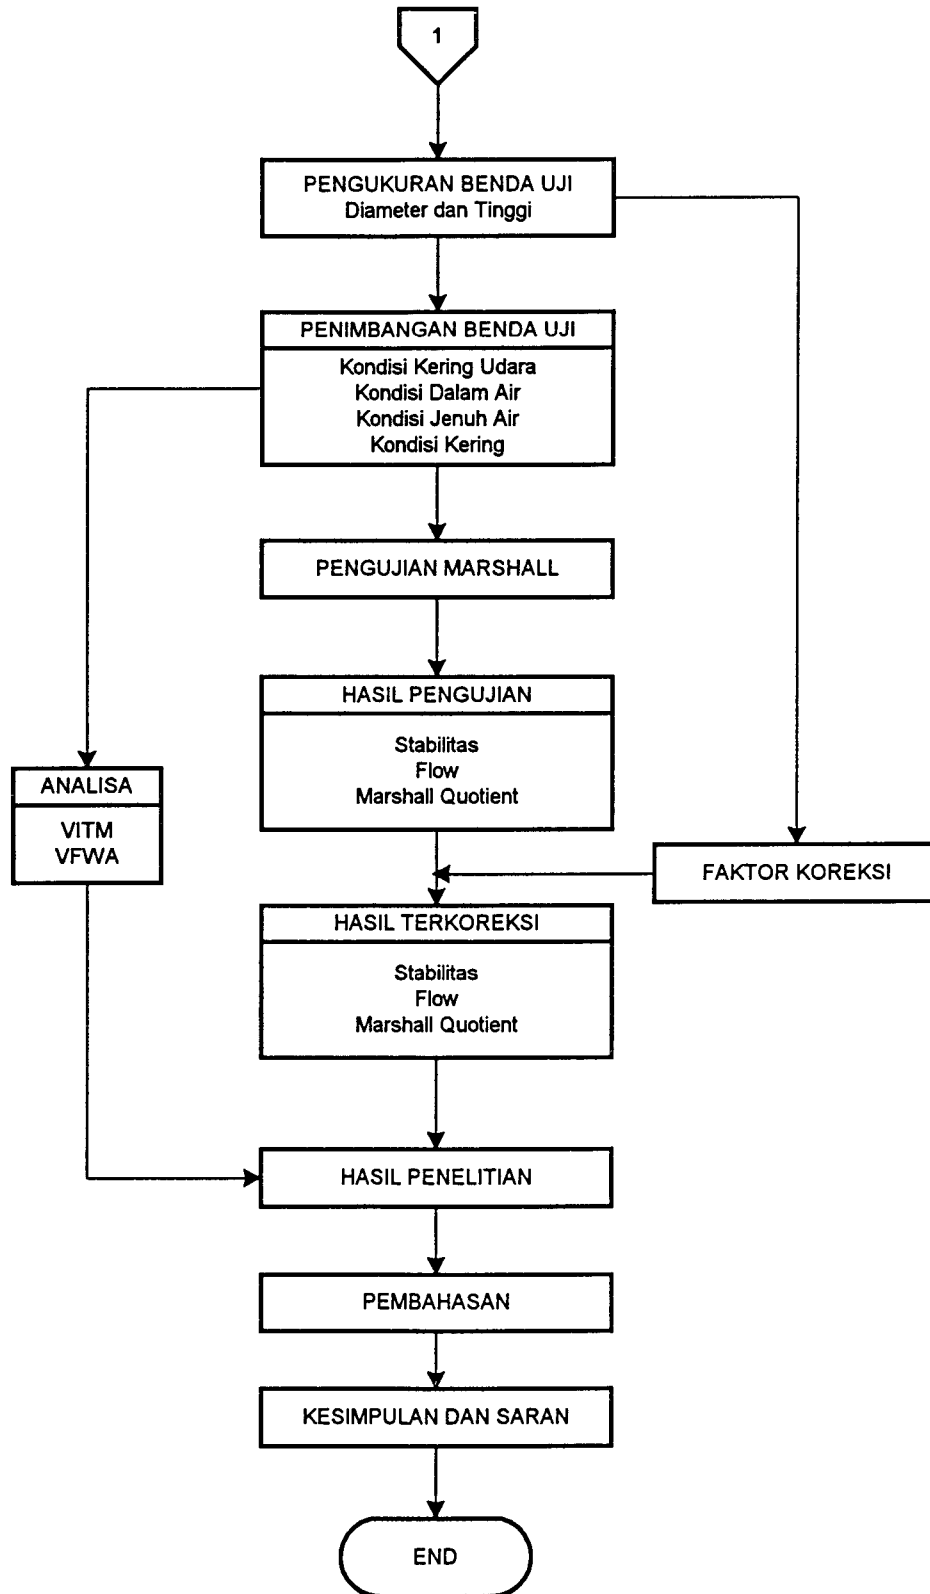 1
PENGUKURAN BENDA UJI
Diameter dan Tinggi
PENIMBANGAN BENDA UJI
Kondisi Kering Udara
Kondisi Dalam Air
Kondisi Jenuh Air
Kondisi Kering
PENGUJIAN MARSHALL
HASIL PENGUJIAN
Stabilitas
Flow
Marshall Quotient
ANALISA
VITM
VFWA
FAKTOR KOREKSI
HASIL TERKOREKSI
Stabilitas
Flow
Marshall Quotient
HASIL PENELITIAN
PEMBAHASAN
KESIMPULAN DAN SARAN
END